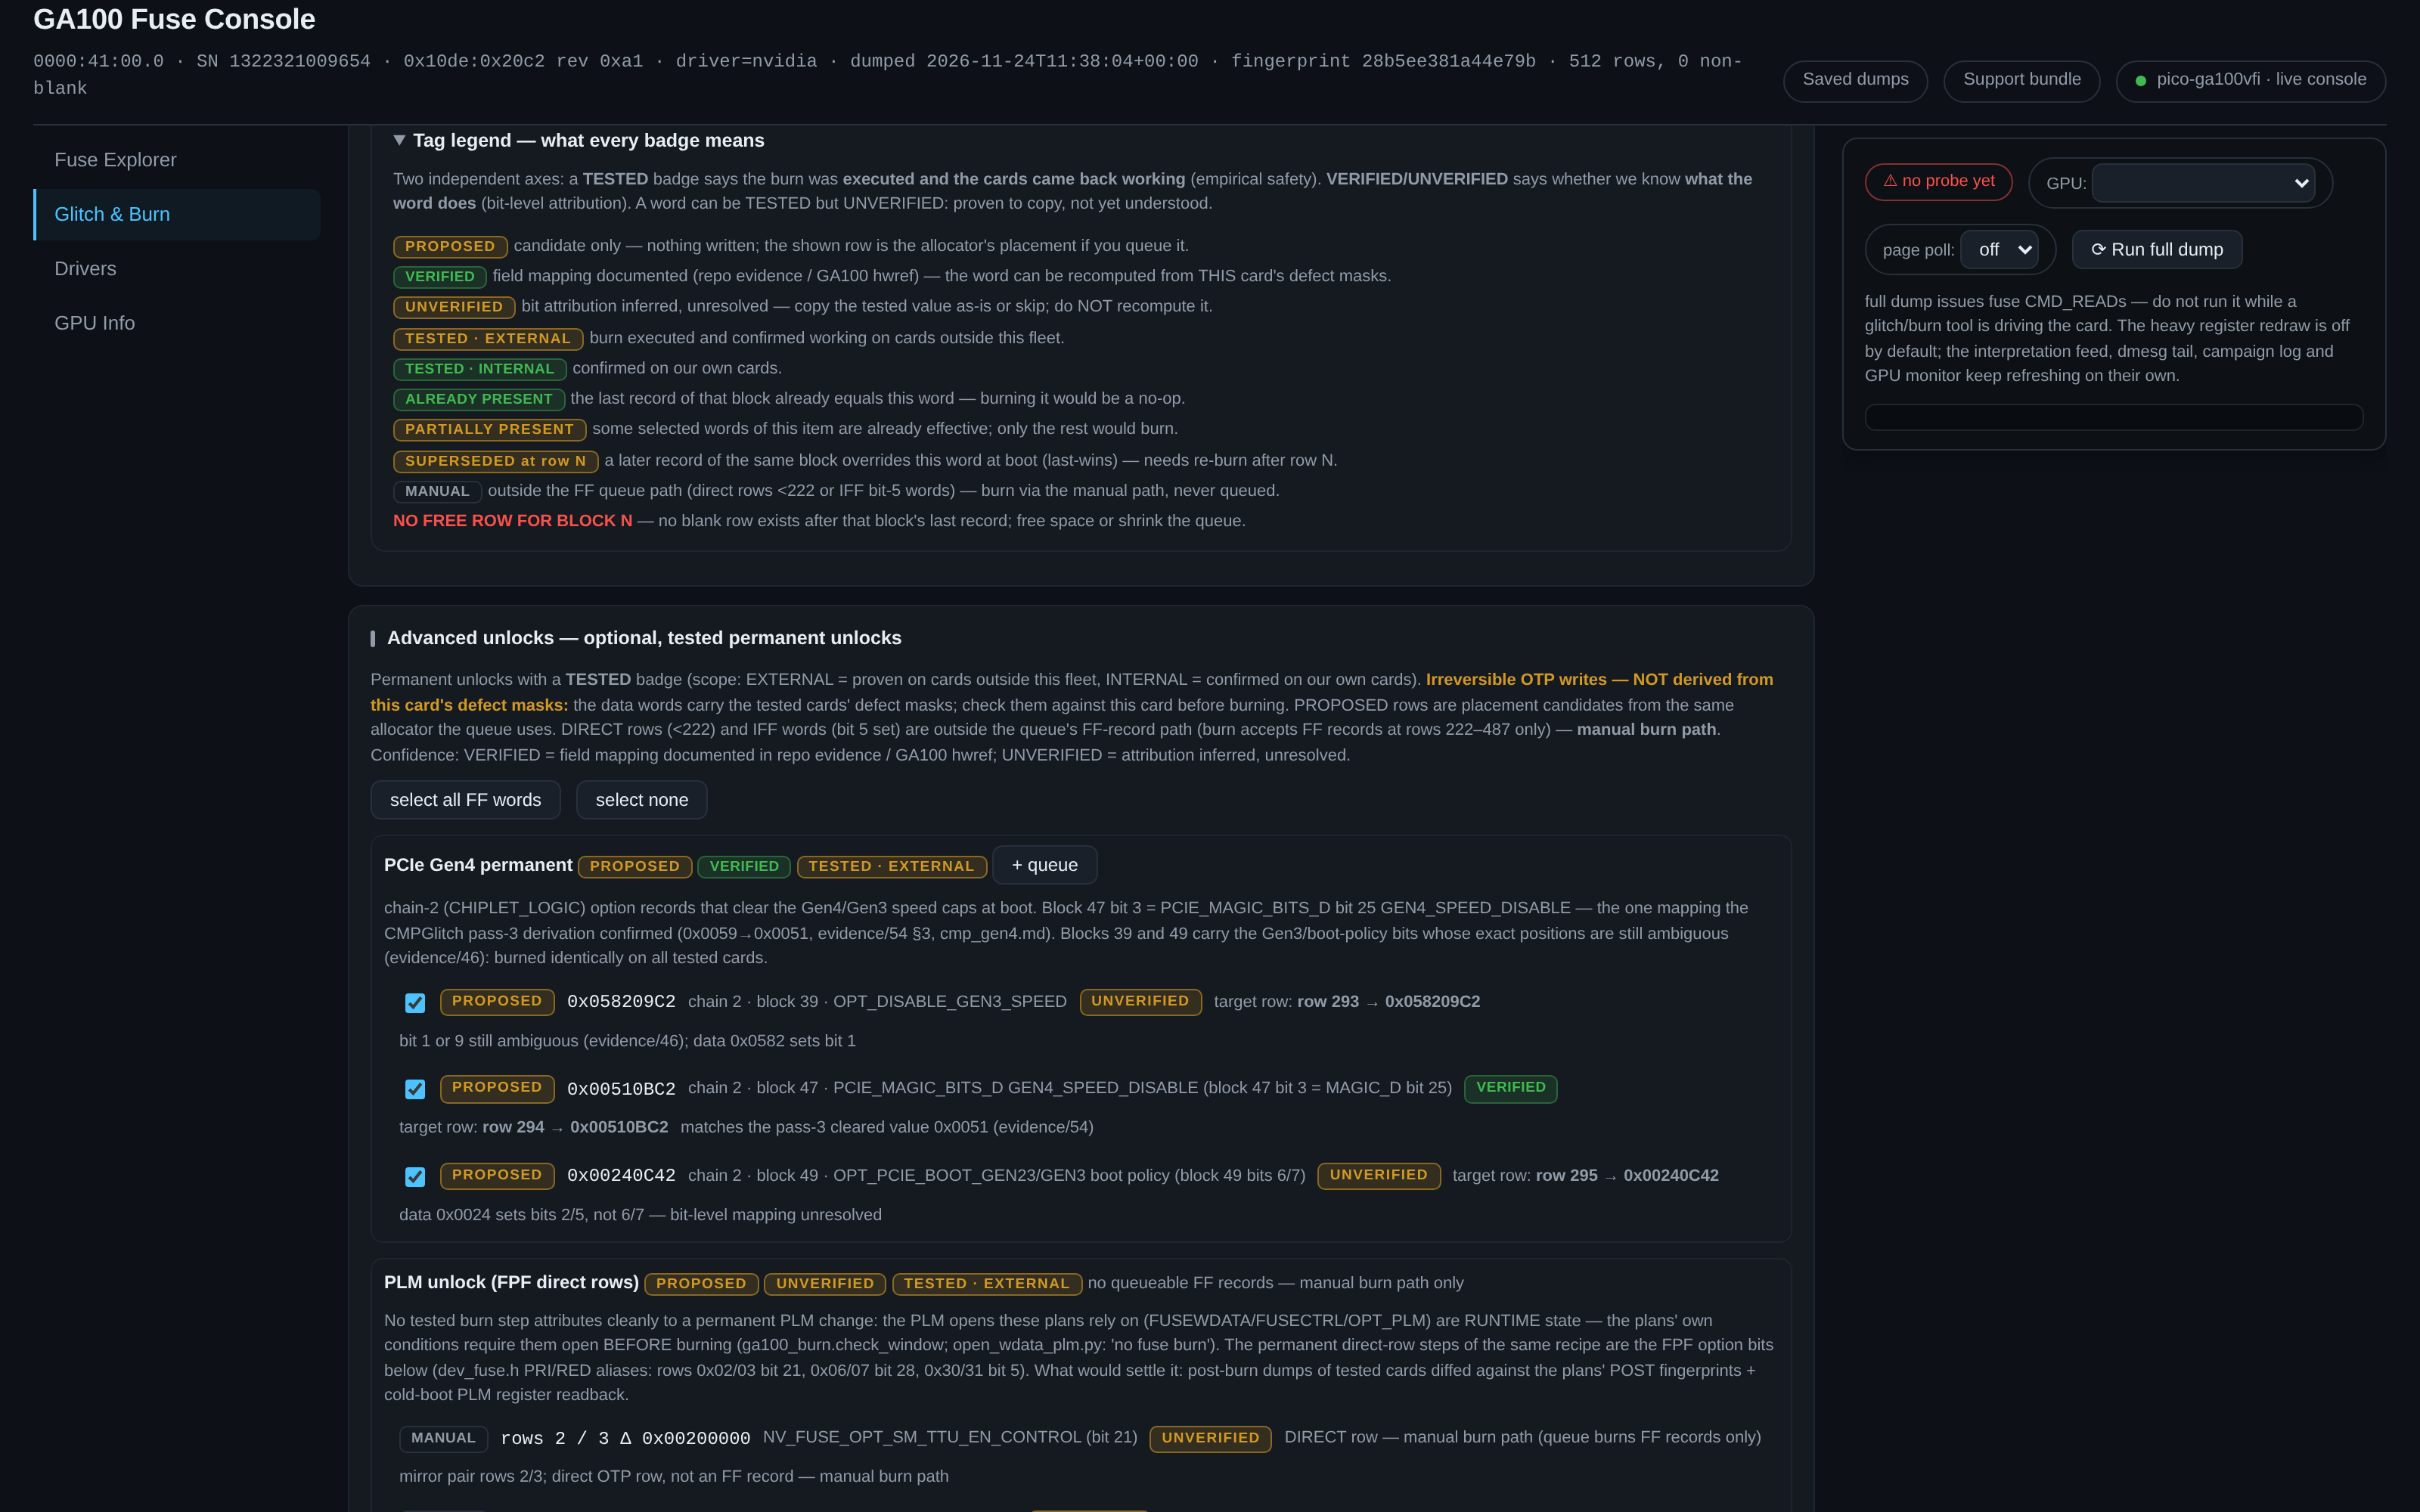 GA100 Fuse Console
0000:41:00.0 · SN 1322321009654 · 0x10de:0x20c2 rev 0xa1 · driver=nvidia · dumped 2026-11-24T11:38:04+00:00 · fingerprint 28b5ee381a44e79b · 512 rows, 0 non-
blank
Saved dumps
Support bundle
pico-ga100vfi · live console
Fuse Explorer
Glitch & Burn
Drivers
GPU Info
▼ Tag legend — what every badge means
Two independent axes: a TESTED badge says the burn was executed and the cards came back working (empirical safety). VERIFIED/UNVERIFIED says whether we know what the
word does (bit-level attribution). A word can be TESTED but UNVERIFIED: proven to copy, not yet understood.
PROPOSED candidate only — nothing written; the shown row is the allocator's placement if you queue it.
VERIFIED field mapping documented (repo evidence / GA100 hwref) — the word can be recomputed from THIS card's defect masks.
UNVERIFIED bit attribution inferred, unresolved — copy the tested value as-is or skip; do NOT recompute it.
TESTED · EXTERNAL burn executed and confirmed working on cards outside this fleet.
TESTED · INTERNAL confirmed on our own cards.
ALREADY PRESENT the last record of that block already equals this word — burning it would be a no-op.
PARTIALLY PRESENT some selected words of this item are already effective; only the rest would burn.
SUPERSEDED at row N a later record of the same block overrides this word at boot (last-wins) — needs re-burn after row N.
MANUAL outside the FF queue path (direct rows <222 or IFF bit-5 words) — burn via the manual path, never queued.
NO FREE ROW FOR BLOCK N — no blank row exists after that block's last record; free space or shrink the queue.
Advanced unlocks — optional, tested permanent unlocks
Permanent unlocks with a TESTED badge (scope: EXTERNAL = proven on cards outside this fleet, INTERNAL = confirmed on our own cards). Irreversible OTP writes — NOT derived from
this card's defect masks: the data words carry the tested cards' defect masks; check them against this card before burning. PROPOSED rows are placement candidates from the same
allocator the queue uses. DIRECT rows (<222) and IFF words (bit 5 set) are outside the queue's FF-record path (burn accepts FF records at rows 222–487 only) — manual burn path.
Confidence: VERIFIED = field mapping documented in repo evidence / GA100 hwref; UNVERIFIED = attribution inferred, unresolved.
select all FF words
select none
PCIe Gen4 permanent PROPOSED VERIFIED TESTED · EXTERNAL + queue
chain-2 (CHIPLET_LOGIC) option records that clear the Gen4/Gen3 speed caps at boot. Block 47 bit 3 = PCIE_MAGIC_BITS_D bit 25 GEN4_SPEED_DISABLE — the one mapping the
CMPGlitch pass-3 derivation confirmed (0x0059→0x0051, evidence/54 §3, cmp_gen4.md). Blocks 39 and 49 carry the Gen3/boot-policy bits whose exact positions are still ambiguous
(evidence/46): burned identically on all tested cards.
PROPOSED 0x058209C2 chain 2 · block 39 · OPT_DISABLE_GEN3_SPEED UNVERIFIED target row: row 293 → 0x058209C2
bit 1 or 9 still ambiguous (evidence/46); data 0x0582 sets bit 1
PROPOSED 0x00510BC2 chain 2 · block 47 · PCIE_MAGIC_BITS_D GEN4_SPEED_DISABLE (block 47 bit 3 = MAGIC_D bit 25) VERIFIED
target row: row 294 → 0x00510BC2 matches the pass-3 cleared value 0x0051 (evidence/54)
PROPOSED 0x00240C42 chain 2 · block 49 · OPT_PCIE_BOOT_GEN23/GEN3 boot policy (block 49 bits 6/7) UNVERIFIED target row: row 295 → 0x00240C42
data 0x0024 sets bits 2/5, not 6/7 — bit-level mapping unresolved
PLM unlock (FPF direct rows) PROPOSED UNVERIFIED TESTED · EXTERNAL no queueable FF records — manual burn path only
No tested burn step attributes cleanly to a permanent PLM change: the PLM opens these plans rely on (FUSEWDATA/FUSECTRL/OPT_PLM) are RUNTIME state — the plans' own
conditions require them open BEFORE burning (ga100_burn.check_window; open_wdata_plm.py: 'no fuse burn'). The permanent direct-row steps of the same recipe are the FPF option bits
below (dev_fuse.h PRI/RED aliases: rows 0x02/03 bit 21, 0x06/07 bit 28, 0x30/31 bit 5). What would settle it: post-burn dumps of tested cards diffed against the plans' POST fingerprints +
cold-boot PLM register readback.
MANUAL rows 2 / 3 Δ 0x00200000 NV_FUSE_OPT_SM_TTU_EN_CONTROL (bit 21) UNVERIFIED DIRECT row — manual burn path (queue burns FF records only)
mirror pair rows 2/3; direct OTP row, not an FF record — manual burn path
⚠ no probe yet
GPU:
page poll: off
⟳ Run full dump
full dump issues fuse CMD_READs — do not run it while a
glitch/burn tool is driving the card. The heavy register redraw is off
by default; the interpretation feed, dmesg tail, campaign log and
GPU monitor keep refreshing on their own.